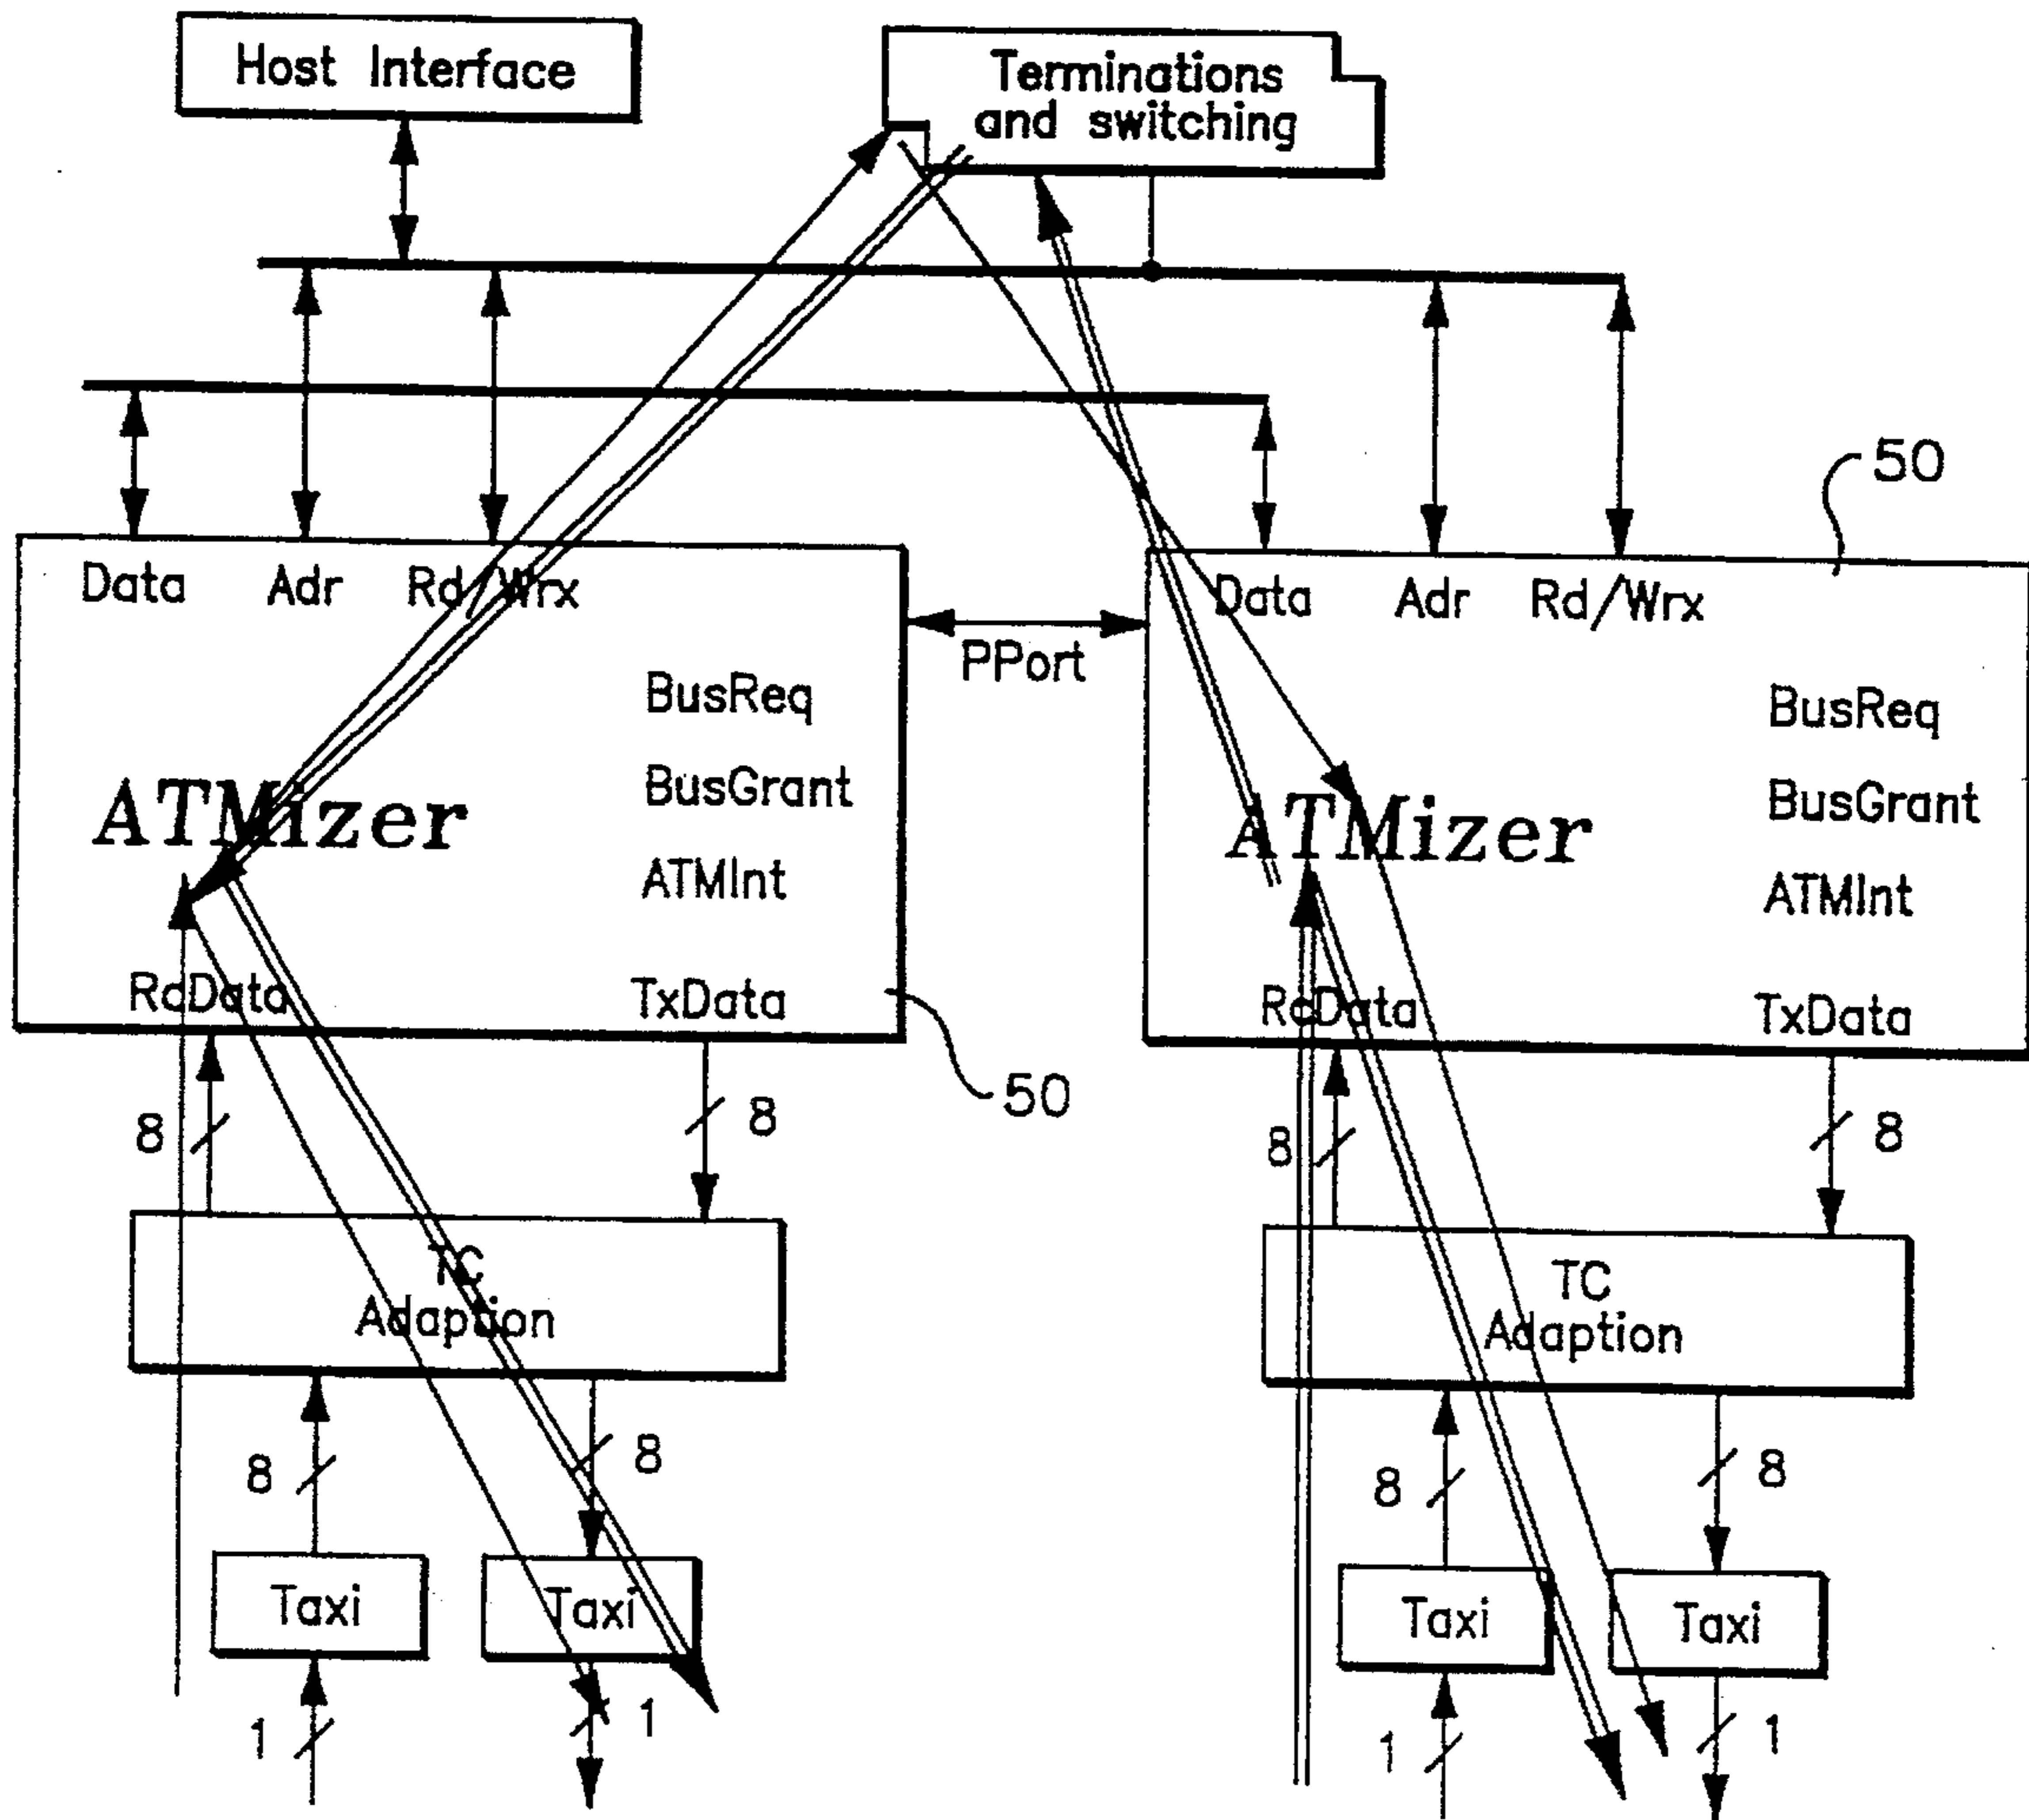 Host Interface
Terminations
and switching
50
Data Adr Rd/Wrx
Data Adr Rd/Wrx
PPort
BusReq
BusReq
BusGrant
BusGrant
ATMizer
ATMizer
ATMInt
ATMInt
RcData TxData
RcData TxData
50
8 8
8 8
TC
Adaption
TC
Adaption
8 8
8 8
Taxi Taxi
Taxi Taxi
1 1
1 1